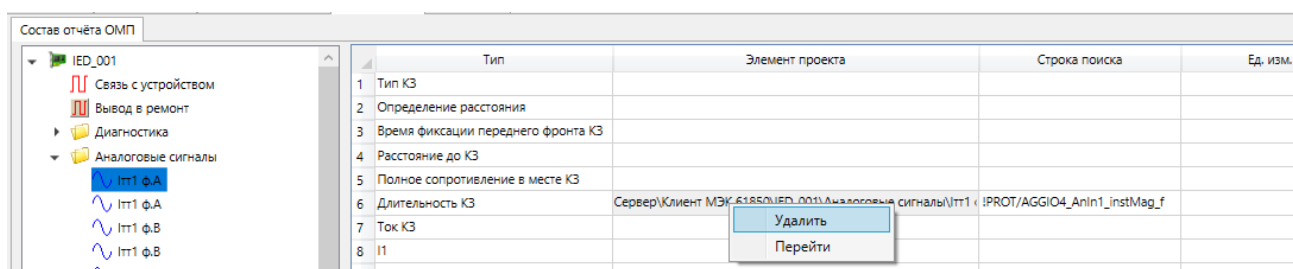 Состав отчёта ОМП
IED_001
Связь с устройством
Вывод в ремонт
Диагностика
Аналоговые сигналы
Iтт1 ф.А
Iтт1 ф.А
Iтт1 ф.В
Iтт1 ф.В
Тип Элемент проекта Строка поиска Ед. изм.
1 Тип КЗ
2 Определение расстояния
3 Время фиксации переднего фронта КЗ
4 Расстояние до КЗ
5 Полное сопротивление в месте КЗ
6 Длительность КЗ Сервер\Клиент МЭК 61850\IED_001\Аналоговые сигналы\Iтт1 !PROT/AGGIO4_AnIn1_instMag_f
7 Ток КЗ
8 I1
Удалить
Перейти